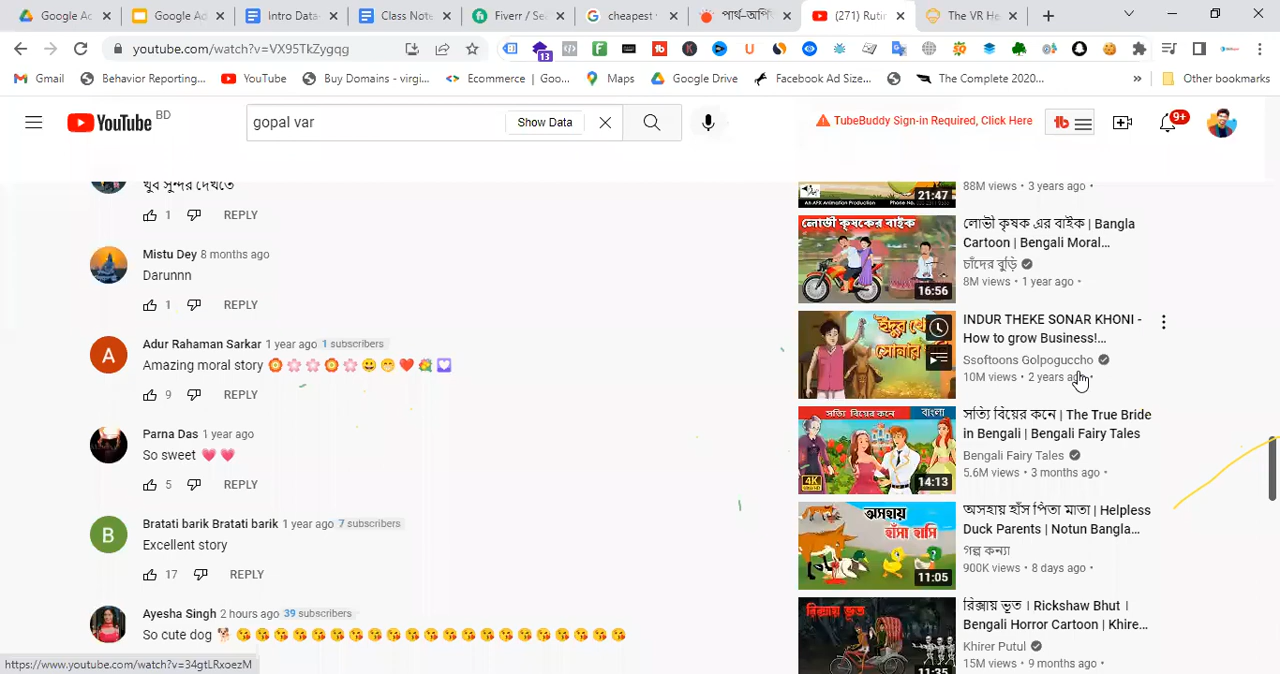 Google Ac
Google Ad
Intro Data
Class Note
Fiverr / Se
cheapest
পার্থ-অপি
(271) Ruti
The VR He
youtube.com/watch?v=VX95TkZygqg
13
Gmail
Behavior Reporting...
YouTube
Buy Domains - virgi...
Ecommerce | Goo...
Maps
Google Drive
Facebook Ad Size...
The Complete 2020...
Other bookmarks
YouTube BD
gopal var
Show Data
TubeBuddy Sign-in Required, Click Here
9+
খুব সুন্দর দেখতে
REPLY
Mistu Dey 8 months ago
Darunnn
1 REPLY
Adur Rahaman Sarkar 1 year ago 1 subscribers
Amazing moral story 🏵️🌸🌸🏵️🌸😀😁❤️💐💟
9 REPLY
Parna Das 1 year ago
So sweet 💗💗
REPLY
Bratati barik Bratati barik 1 year ago 7 subscribers
Excellent story
17 REPLY
2 hours ago 39 subscribers
So cute dog 🐕😘😘😘😘😘😘😘😘😘😘😘😘😘😘😘😘😘😘😘😘😘
https://www.youtube.com/watch?v=34gtLRxoezM
21:47
88M views • 3 years ago •
লোভী কৃষকের বাইক
16:56
লোভী কৃষক এর বাইক | Bangla
Cartoon | Bengali Moral...
চাঁদের বুড়ি
8M views • 1 year ago •
সোনার
INDUR THEKE SONAR KHONI -
How to grow Business!...
Ssoftoons Golpoguccho
10M views • 2 years ago •
সত্যি বিয়ের কনে বাংলা
4K
14:13
সত্যি বিয়ের কনে | The True Bride
in Bengali | Bengali Fairy Tales
Bengali Fairy Tales
5.6M views • 3 months ago •
অসহায়
হাঁসা হাঁসি
11:05
অসহায় হাঁস পিতা মাতা | Helpless
Duck Parents | Notun Bangla...
গল্প কন্যা
900K views • 8 days ago •
রিক্সায় ভূত
11:35
রিক্সায় ভূত । Rickshaw Bhut ।
Bengali Horror Cartoon | Khire...
Khirer Putul
15M views • 9 months ago •